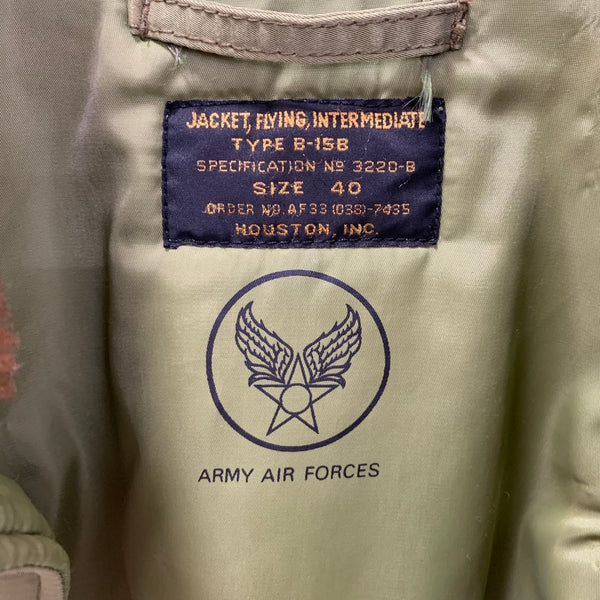 JACKET, FLYING, INTERMEDIATE
TYPE B-15B
SPECIFICATION Nº 3220-B
SIZE 40
ORDER NO. AF33 (038)-7435
HOUSTON, INC.
ARMY AIR FORCES